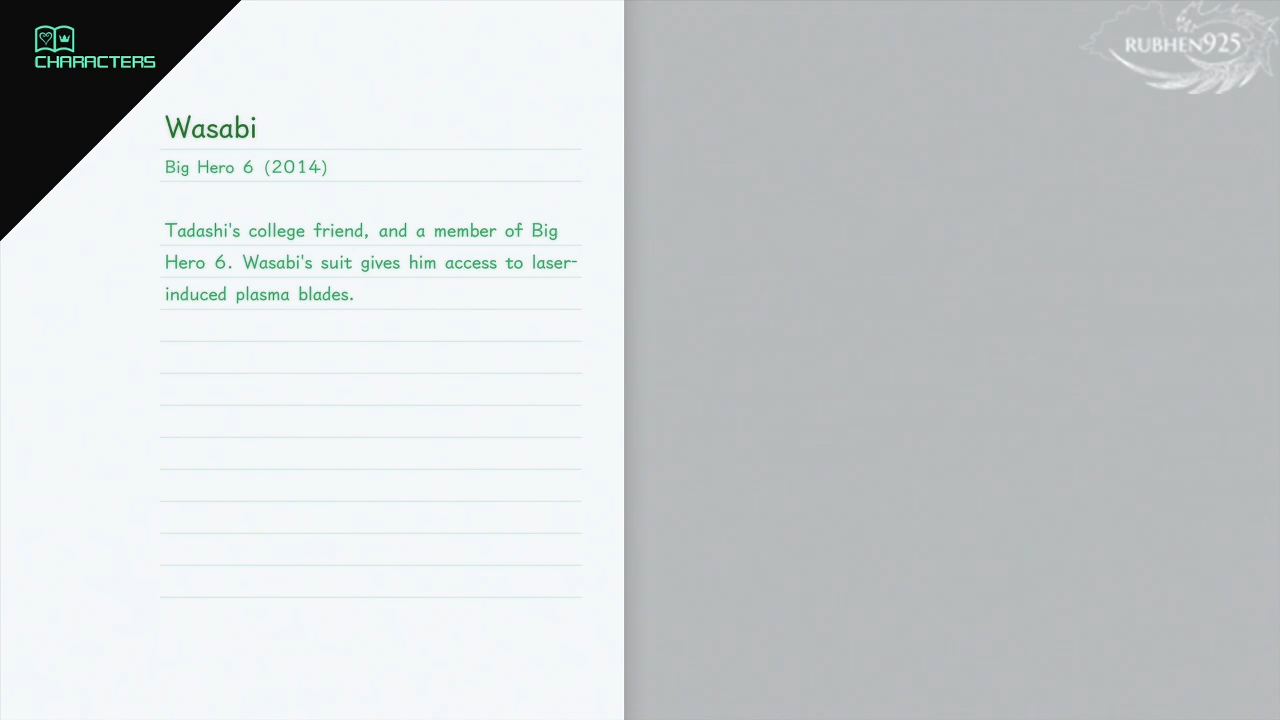 CHARACTERS
RUBHEN925
Wasabi
Big Hero 6 (2014)
Tadashi's college friend, and a member of Big
Hero 6. Wasabi's suit gives him access to laser-
induced plasma blades.